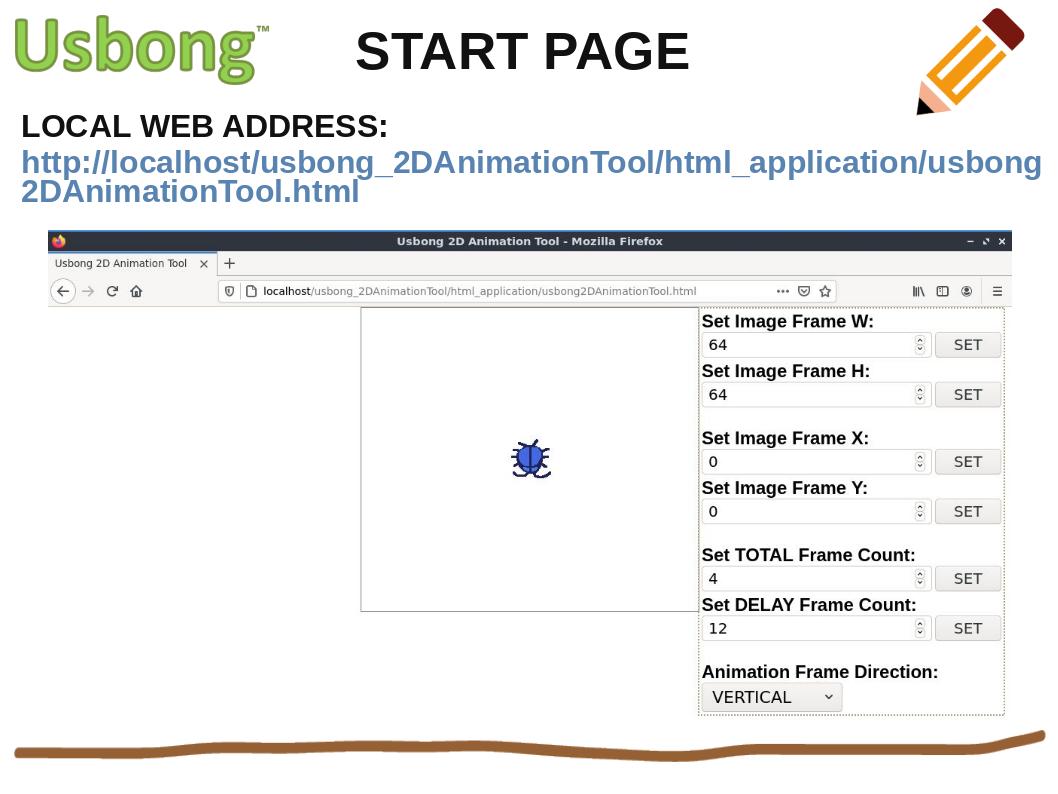 Usbong™
START PAGE
LOCAL WEB ADDRESS:
http://localhost/usbong_2DAnimationTool/html_application/usbong
2DAnimationTool.html
Usbong 2D Animation Tool - Mozilla Firefox
Usbong 2D Animation Tool
localhost/usbong_2DAnimationTool/html_application/usbong2DAnimationTool.html
Set Image Frame W:
64 SET
Set Image Frame H:
64 SET
Set Image Frame X:
0 SET
Set Image Frame Y:
0 SET
Set TOTAL Frame Count:
4 SET
Set DELAY Frame Count:
12 SET
Animation Frame Direction:
VERTICAL